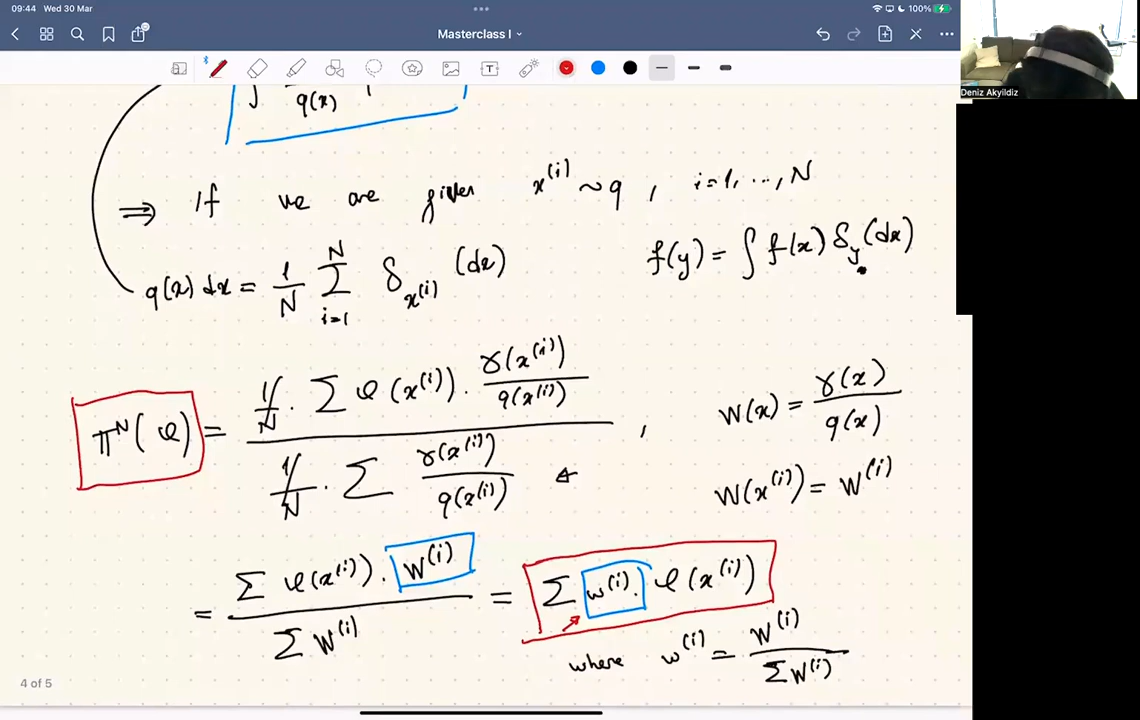 09:44 Wed 30 Mar
100%
Masterclass I
Deniz Akyildiz
q(x)
⇒ If we are given x^(i) ~ q , i=1, ..., N
q(x) dx = 1/N Σ_{i=1}^{N} δ_{x^(i)} (dx)
f(y) = ∫ f(x) δ_y (dx)
π^N(φ) = (1/N · Σ φ(x^(i)) · γ(x^(i))/q(x^(i))) / (1/N · Σ γ(x^(i))/q(x^(i))) ,
W(x) = γ(x)/q(x)
W(x^(i)) = W^(i)
= (Σ φ(x^(i)) · W^(i)) / (Σ W^(i)) = Σ w^(i) · φ(x^(i))
where w^(i) = W^(i) / ΣW^(i)
4 of 5